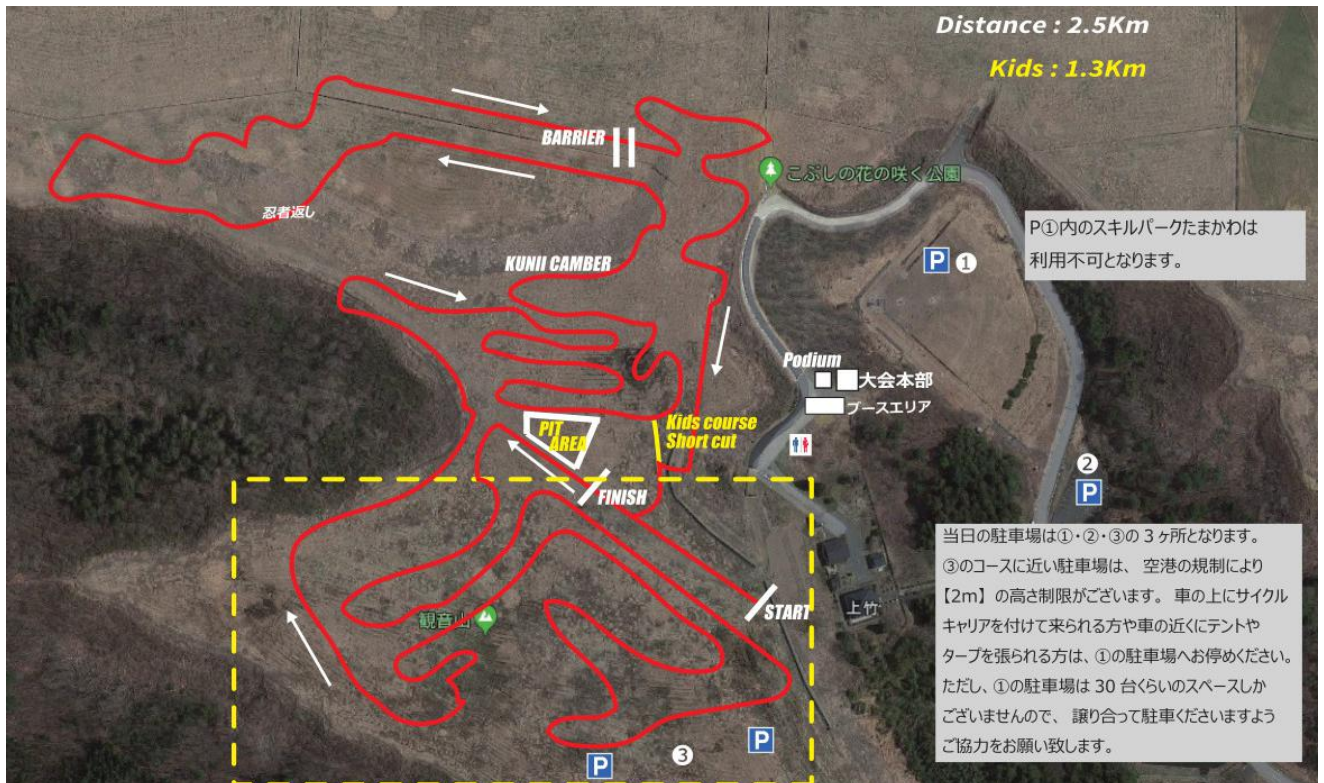 Distance : 2.5Km
Kids : 1.3Km
BARRIER
こぶしの花の咲く公園
忍者返し
P①内のスキルパークたまかわは
利用不可となります。
P
1
KUNII CAMBER
Podium
大会本部
ブースエリア
Kids course
Short cut
PIT
AREA
2
P
FINISH
START
上竹
観音山
当日の駐車場は①・②・③の 3 ヶ所となります。
③のコースに近い駐車場は、 空港の規制により
【2m】 の高さ制限がございます。 車の上にサイクル
キャリアを付けて来られる方や車の近くにテントや
タープを張られる方は、①の駐車場へお停めください。
ただし、①の駐車場は 30 台くらいのスペースしか
ございませんので、 譲り合って駐車くださいますよう
ご協力をお願い致します。
P
3
P